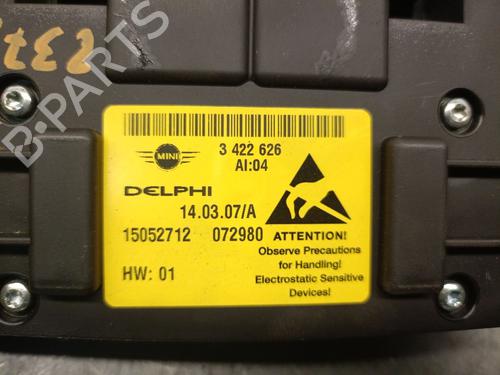 B-PARTS
MINI
3 422 626
AI:04
DELPHI
14.03.07/A
15052712 072980
HW: 01
ATTENTION!
Observe Precautions
for Handling!
Electrostatic Sensitive
Devices!